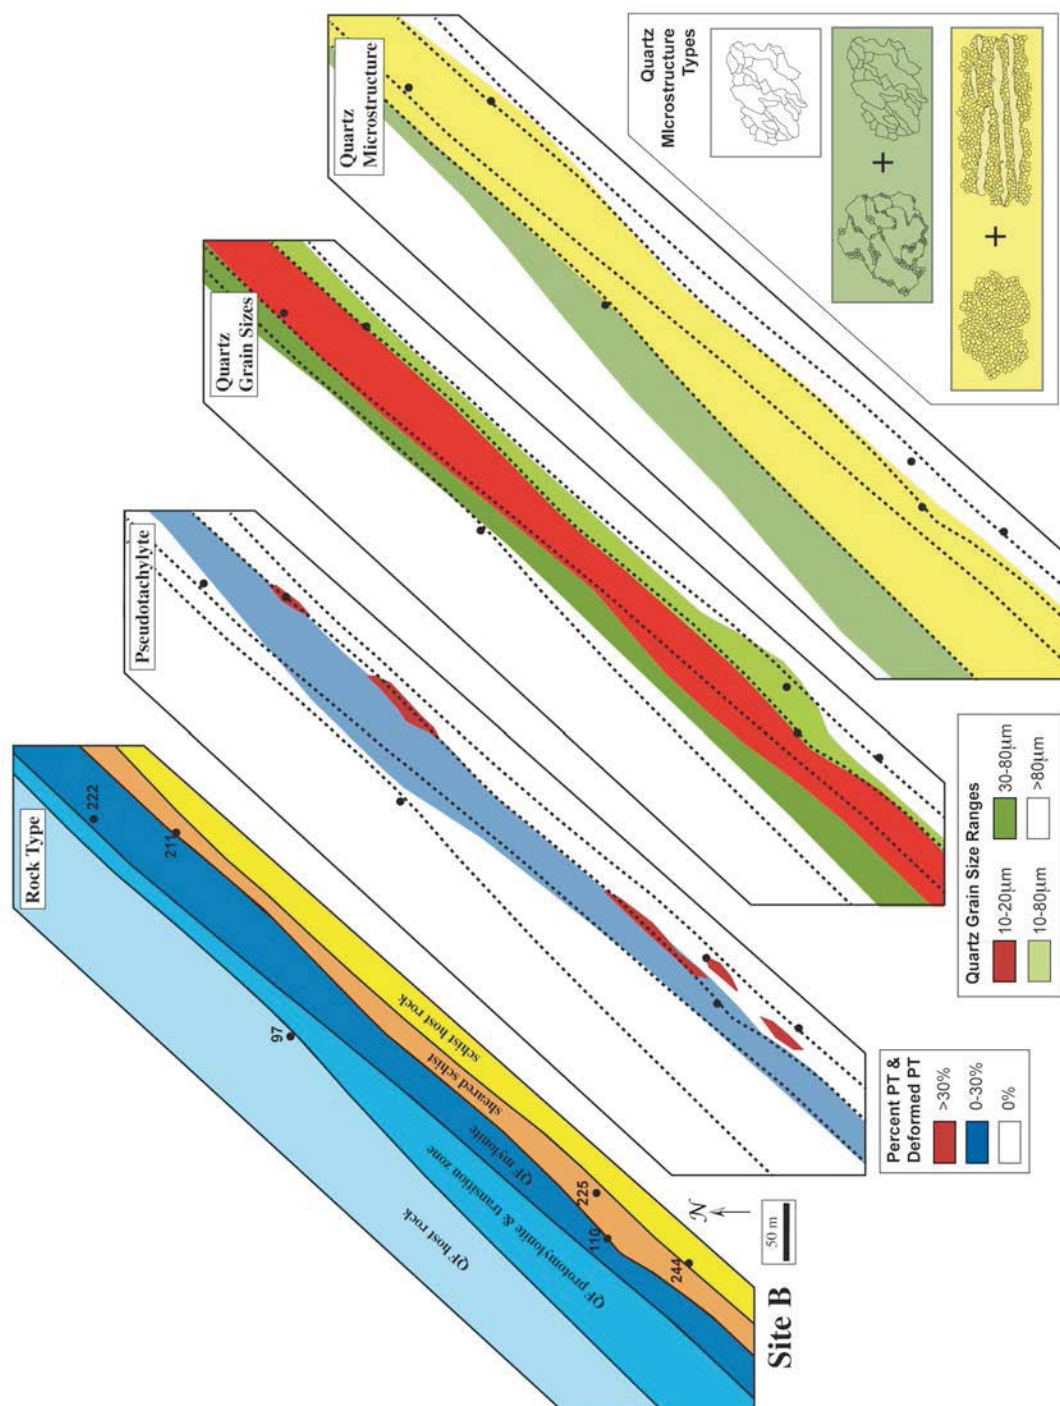 Rock Type
222
211
97
QF host rock
QF protomylonite & transition zone
QF mylonite
sheared schist
schist host rock
225
110
244
Site B
N
50 m
Pseudotachylyte
Percent PT &
Deformed PT
>30%
0-30%
0%
Quartz
Grain Sizes
Quartz Grain Size Ranges
10-20µm
30-80µm
10-80µm
>80µm
Quartz
Microstructure
Quartz
MIcrostructure
Types
+
+